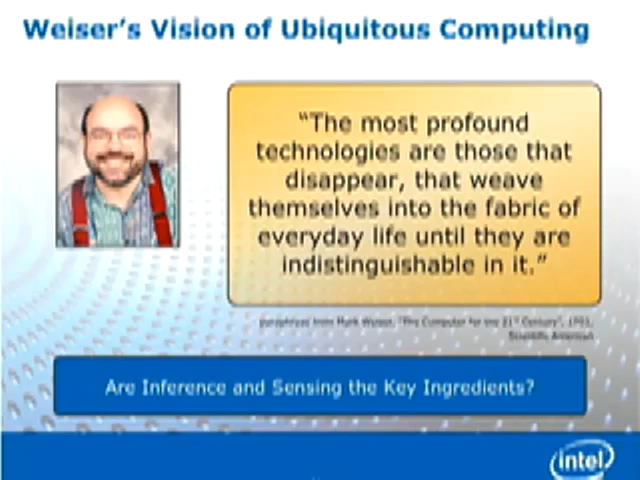 Weiser's Vision of Ubiquitous Computing
“The most profound
technologies are those that
disappear, that weave
themselves into the fabric of
everyday life until they are
indistinguishable in it.”
paraphrase from Mark Weiser, "The Computer for the 21st Century", 1991,
Scientific American
Are Inference and Sensing the Key Ingredients?
intel